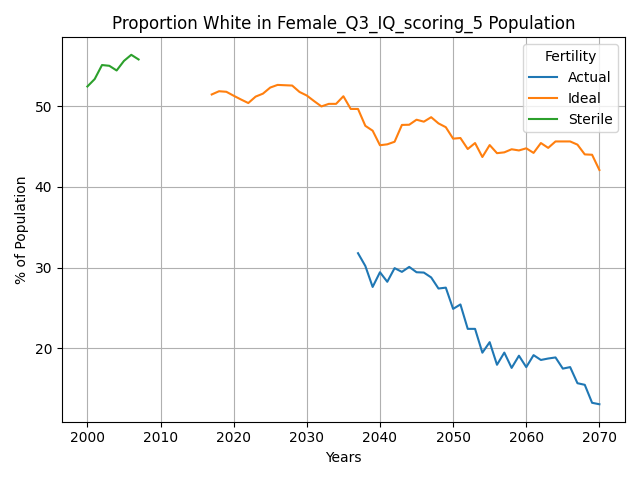 Proportion White in Female_Q3_IQ_scoring_5 Population
Fertility
Actual
Ideal
Sterile
% of Population
50
40
30
20
2000 2010 2020 2030 2040 2050 2060 2070
Years